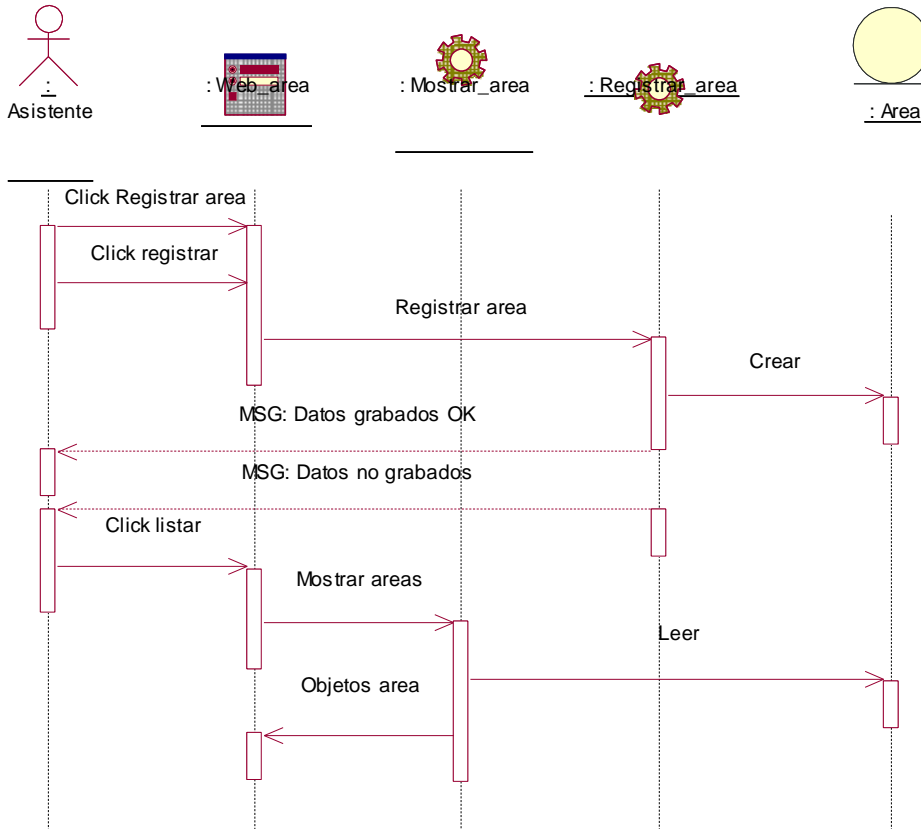 :
Asistente
: Web_area
: Mostrar_area
: Registrar_area
: Area
Click Registrar area
Click registrar
Registrar area
Crear
MSG: Datos grabados OK
MSG: Datos no grabados
Click listar
Mostrar areas
Leer
Objetos area